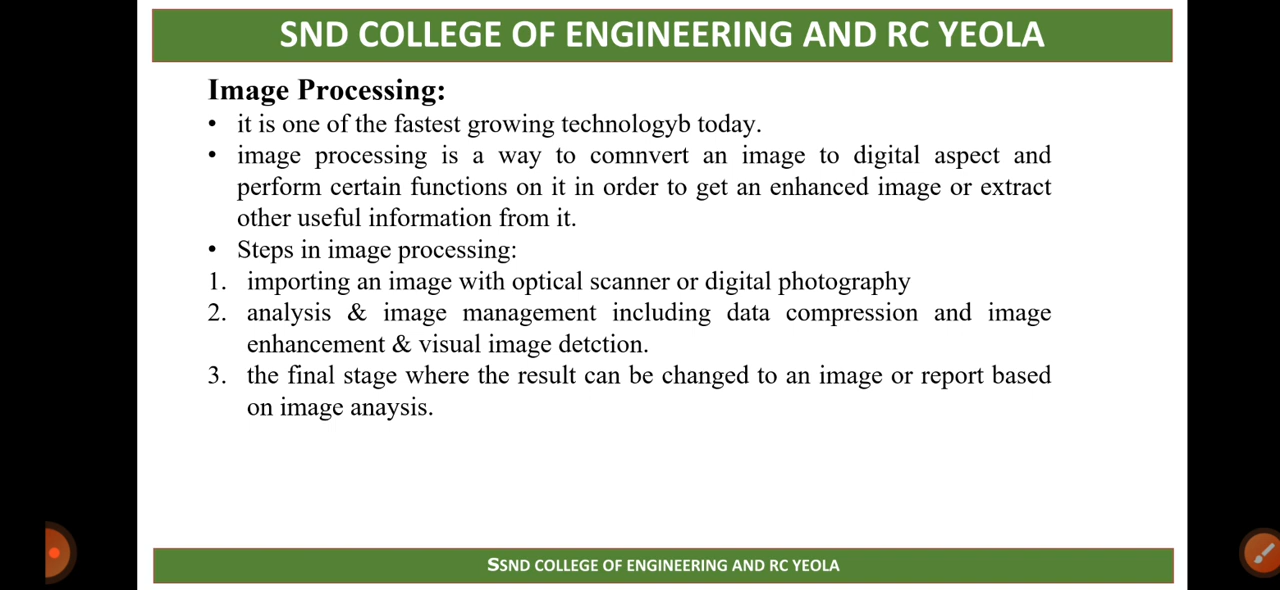 SND COLLEGE OF ENGINEERING AND RC YEOLA
Image Processing:
• it is one of the fastest growing technologyb today.
• image processing is a way to comnvert an image to digital aspect and
perform certain functions on it in order to get an enhanced image or extract
other useful information from it.
• Steps in image processing:
1. importing an image with optical scanner or digital photography
2. analysis & image management including data compression and image
enhancement & visual image detction.
3. the final stage where the result can be changed to an image or report based
on image anaysis.
SSND COLLEGE OF ENGINEERING AND RC YEOLA